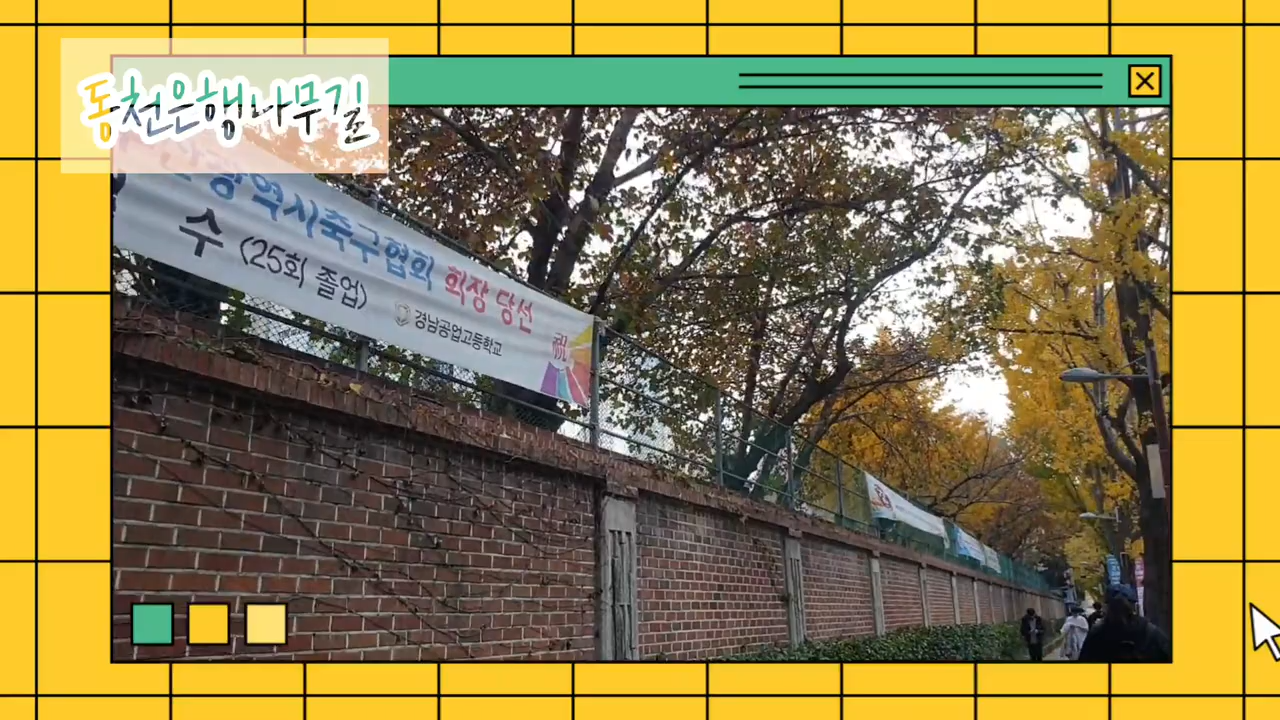 동천은행나무길
광역시축구협회 회장 당선
수 (25회 졸업)
경남공업고등학교
祝